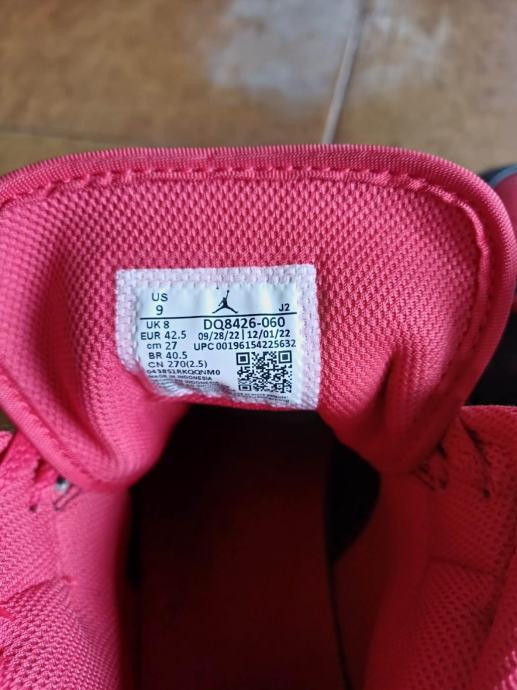 US
9
J2
UK 8
DQ8426-060
EUR 42.5
09/28/22 | 12/01/22
cm 27
UPC 00196154225632
BR 40.5
CN 270(2.5)
MADE IN INDONESIA